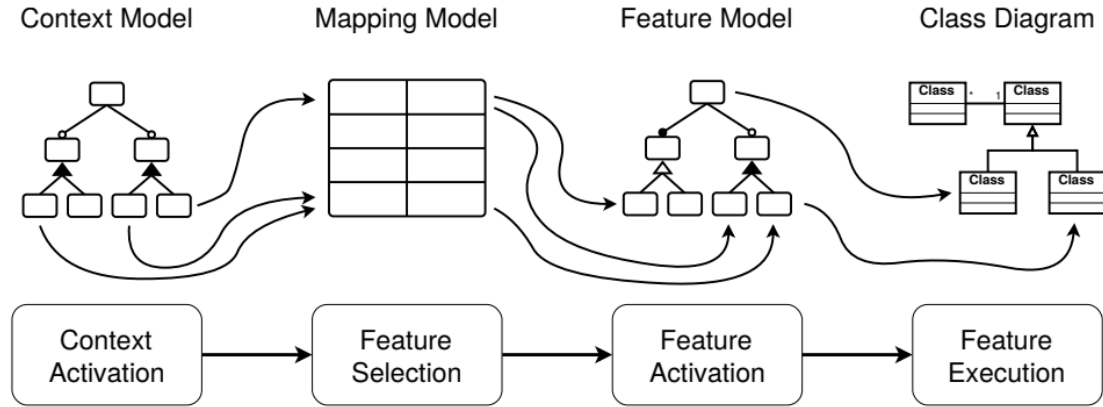 Context Model
Mapping Model
Feature Model
Class Diagram
Class
*
1
Class
Class
Class
Context
Activation
Feature
Selection
Feature
Activation
Feature
Execution